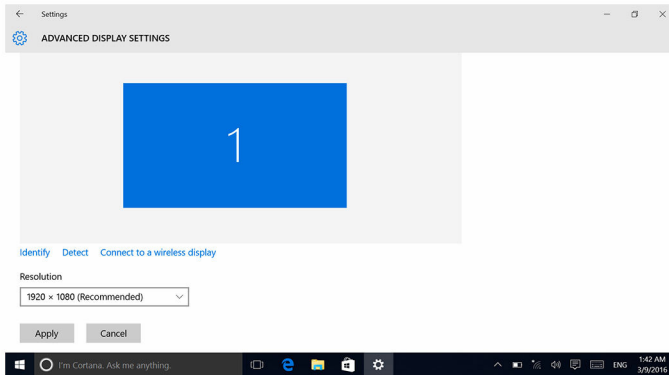 Settings
ADVANCED DISPLAY SETTINGS
1
Identify Detect Connect to a wireless display
Resolution
1920 × 1080 (Recommended)
Apply Cancel
I'm Cortana. Ask me anything.
ENG
1:42 AM
3/9/2016